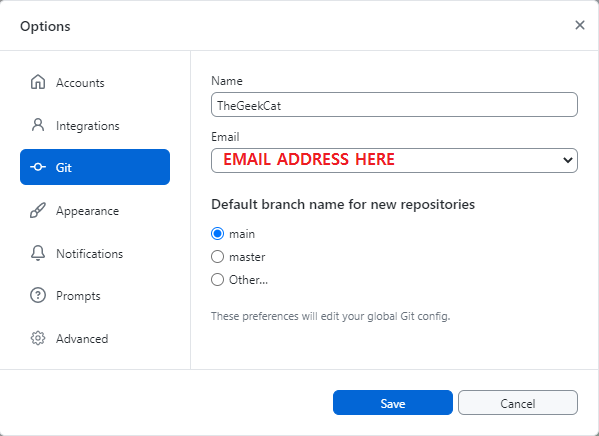 Options
Accounts
Integrations
Git
Appearance
Notifications
Prompts
Advanced
Name
TheGeekCat
Email
EMAIL ADDRESS HERE
Default branch name for new repositories
main
master
Other...
These preferences will edit your global Git config.
Save
Cancel